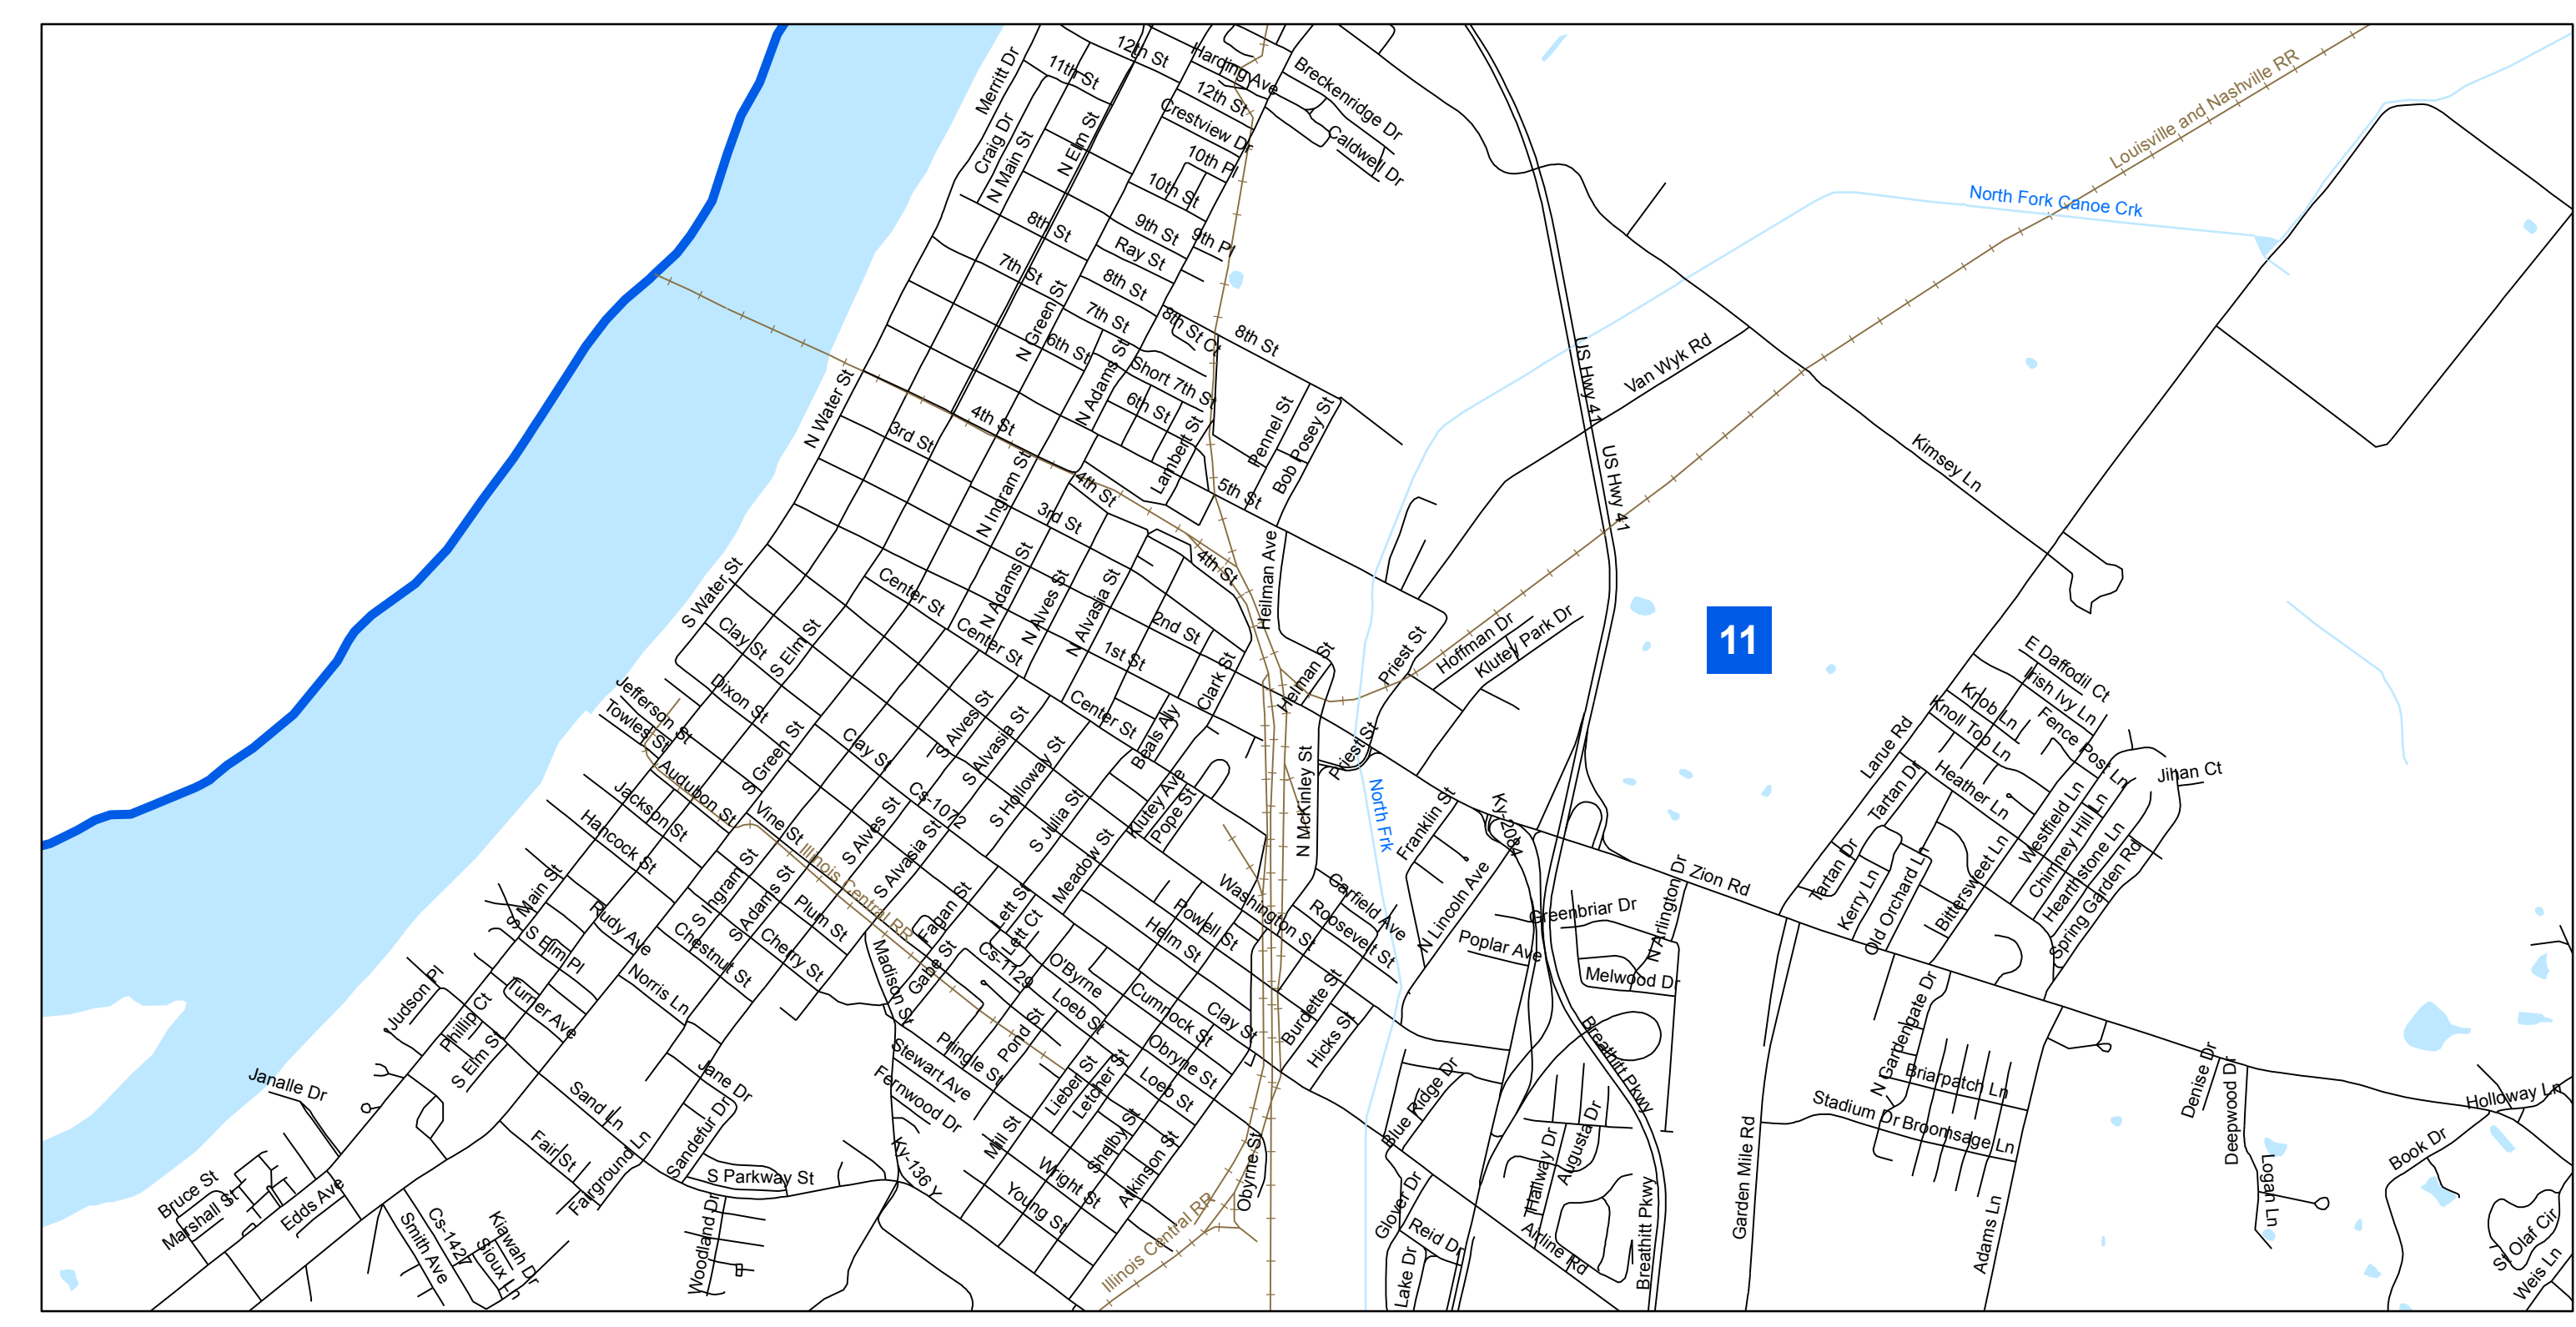 12th St
Harding Ave
Breckenridge Dr
Merritt Dr
11th St
12th St
Crestview Dr
Caldwell Dr
Louisville and Nashville RR
Craig Dr
N Main St
N Elm St
10th Pl
10th St
North Fork Canoe Crk
8th St
9th St
9th Pl
Ray St
7th St
8th St
N Green St
7th St
8th St Ct
8th St
6th St
US Hwy 41
Van Wyk Rd
N Adams St
Short 7th St
6th St
N Water St
4th St
3rd St
Pennel St
Bob Posey St
Lambert St
Kimsey Ln
US Hwy 41
N Ingram St
4th St
5th St
3rd St
4th St
Heilman Ave
S Water St
Center St
N Adams St
N Alves St
N Alvasia St
Center St
2nd St
1st St
Clay St
S Elm St
Helman St
Priest St
Hoffman Dr
Klutey Park Dr
11
E Daffodil Ct
Irish Ivy Ln
Jefferson St
Towles St
Dixon St
Clark St
Center St
Beals Aly
Knob Ln
Knoll Top Ln
Fence Post Ln
Larue Rd
S Green St
Clay St
S Alves St
S Alvasia St
S Holloway St
Priest St
Jihan Ct
Audubon St
Cs-1072
Klutey Ave
Pope St
N McKinley St
North Frk
Tartan Dr
Heather Ln
Jackson St
Vine St
S Alves St
S Julia St
Franklin St
Ky-2084
Westfield Ln
Chimney Hill Ln
Hearthstone Ln
Spring Garden Rd
Hancock St
Illinois Central RR
S Alvasia St
Meadow St
Zion Rd
N Arlington Dr
Tartan Dr
Kerry Ln
Old Orchard Ln
Bittersweet Ln
S Main St
S Ingram St
S Adams St
Plum St
Fagan St
Lett St
Lett Ct
Washington St
Garfield Ave
Roosevelt St
N Lincoln Ave
Greenbriar Dr
Rudy Ave
Powell St
Helm St
Poplar Ave
Melwood Dr
S Elm Pl
Chestnut St
Cherry St
Madison St
Gabe St
Cs-1129
O'Byrne
Judson Pl
Phillip Ct
Turner Ave
Norris Ln
Loeb St
Cumnock St
Clay St
Burdette St
Hicks St
N Gardengate Dr
S Elm St
Stewart Ave
Pringle St
Pond St
Obryne St
Breathitt Pkwy
Janalle Dr
Jane Dr
Fernwood Dr
Lieber St
Letcher St
Loeb St
Blue Ridge Dr
Briarpatch Ln
Denise Dr
Deepwood Dr
Holloway Ln
Sand Ln
Sandefur Dr
Stadium Dr
Broomsage Ln
Fair St
Fairground Ln
Mill St
Shelby St
Hallway Dr
Augusta Dr
Garden Mile Rd
Book Dr
Bruce St
Marshall St
Edds Ave
S Parkway St
Ky-136 Y
Wright St
Atkinson St
Obyrne St
Logan Ln
Smith Ave
Cs-1427
Sioux Ln
Kiawah Dr
Woodland Dr
Young St
Illinois Central RR
Glover Dr
Reid Dr
Lake Dr
Airline Rd
Breathitt Pkwy
Adams Ln
St Olaf Cir
Weis Ln